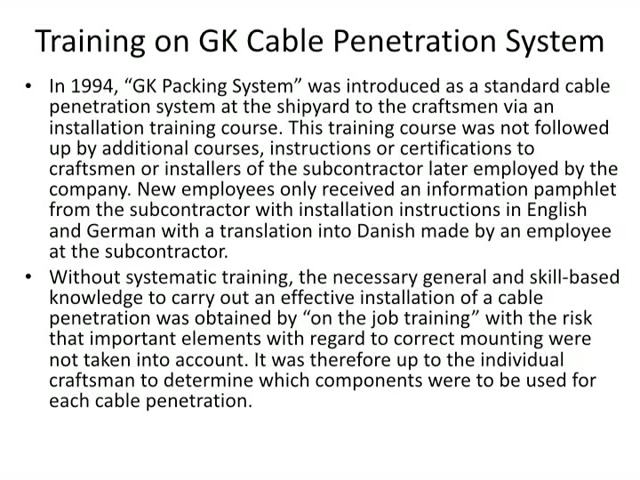 Training on GK Cable Penetration System
• In 1994, “GK Packing System” was introduced as a standard cable
penetration system at the shipyard to the craftsmen via an
installation training course. This training course was not followed
up by additional courses, instructions or certifications to
craftsmen or installers of the subcontractor later employed by the
company. New employees only received an information pamphlet
from the subcontractor with installation instructions in English
and German with a translation into Danish made by an employee
at the subcontractor.
• Without systematic training, the necessary general and skill-based
knowledge to carry out an effective installation of a cable
penetration was obtained by “on the job training” with the risk
that important elements with regard to correct mounting were
not taken into account. It was therefore up to the individual
craftsman to determine which components were to be used for
each cable penetration.